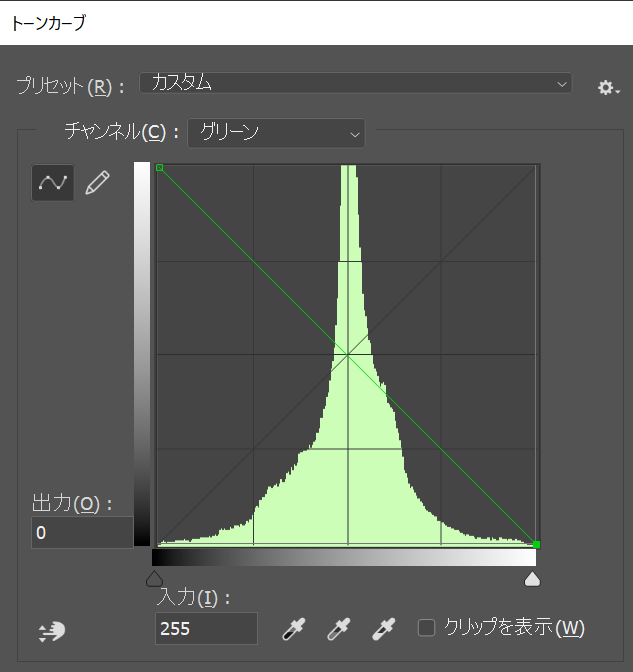 トーンカーブ
プリセット(R)： カスタム
チャンネル(C)： グリーン
出力(O)：
0
入力(I)：
255
クリップを表示(W)